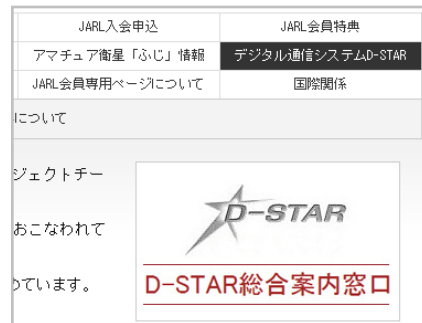 JARL入会申込 JARL会員特典
アマチュア衛星「ふじ」情報 デジタル通信システムD-STAR
JARL会員専用ページについて 国際関係
について
ジェクトチー
D-STAR
おこなわれて
D-STAR総合案内窓口
めています。